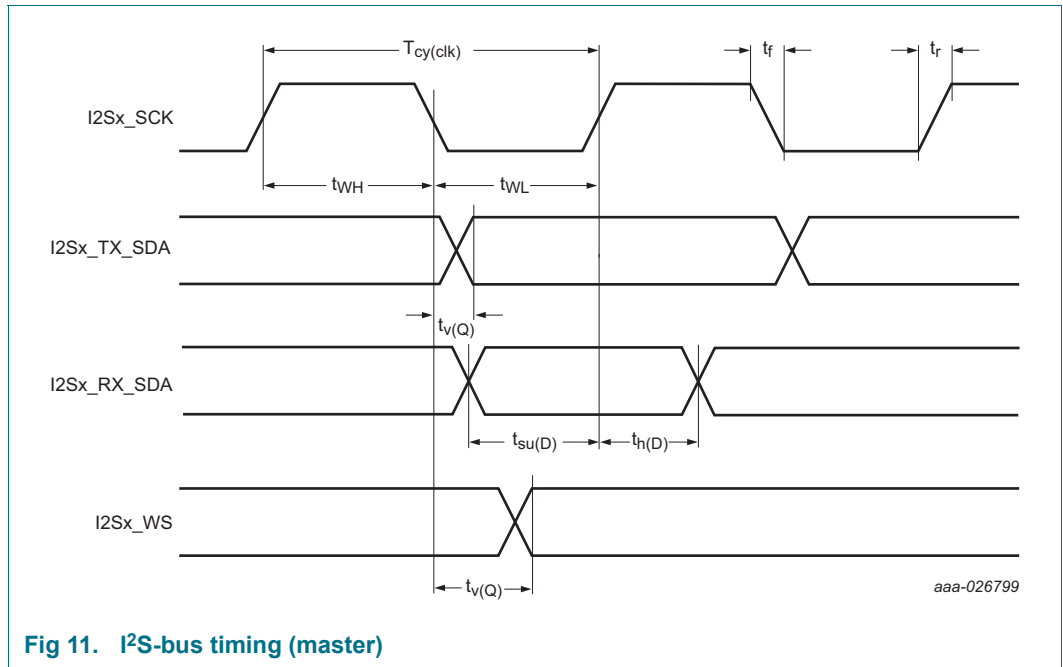 Tcy(clk)
tf
tr
I2Sx_SCK
tWH
tWL
I2Sx_TX_SDA
tv(Q)
I2Sx_RX_SDA
tsu(D)
th(D)
I2Sx_WS
tv(Q)
aaa-026799
Fig 11. I²S-bus timing (master)